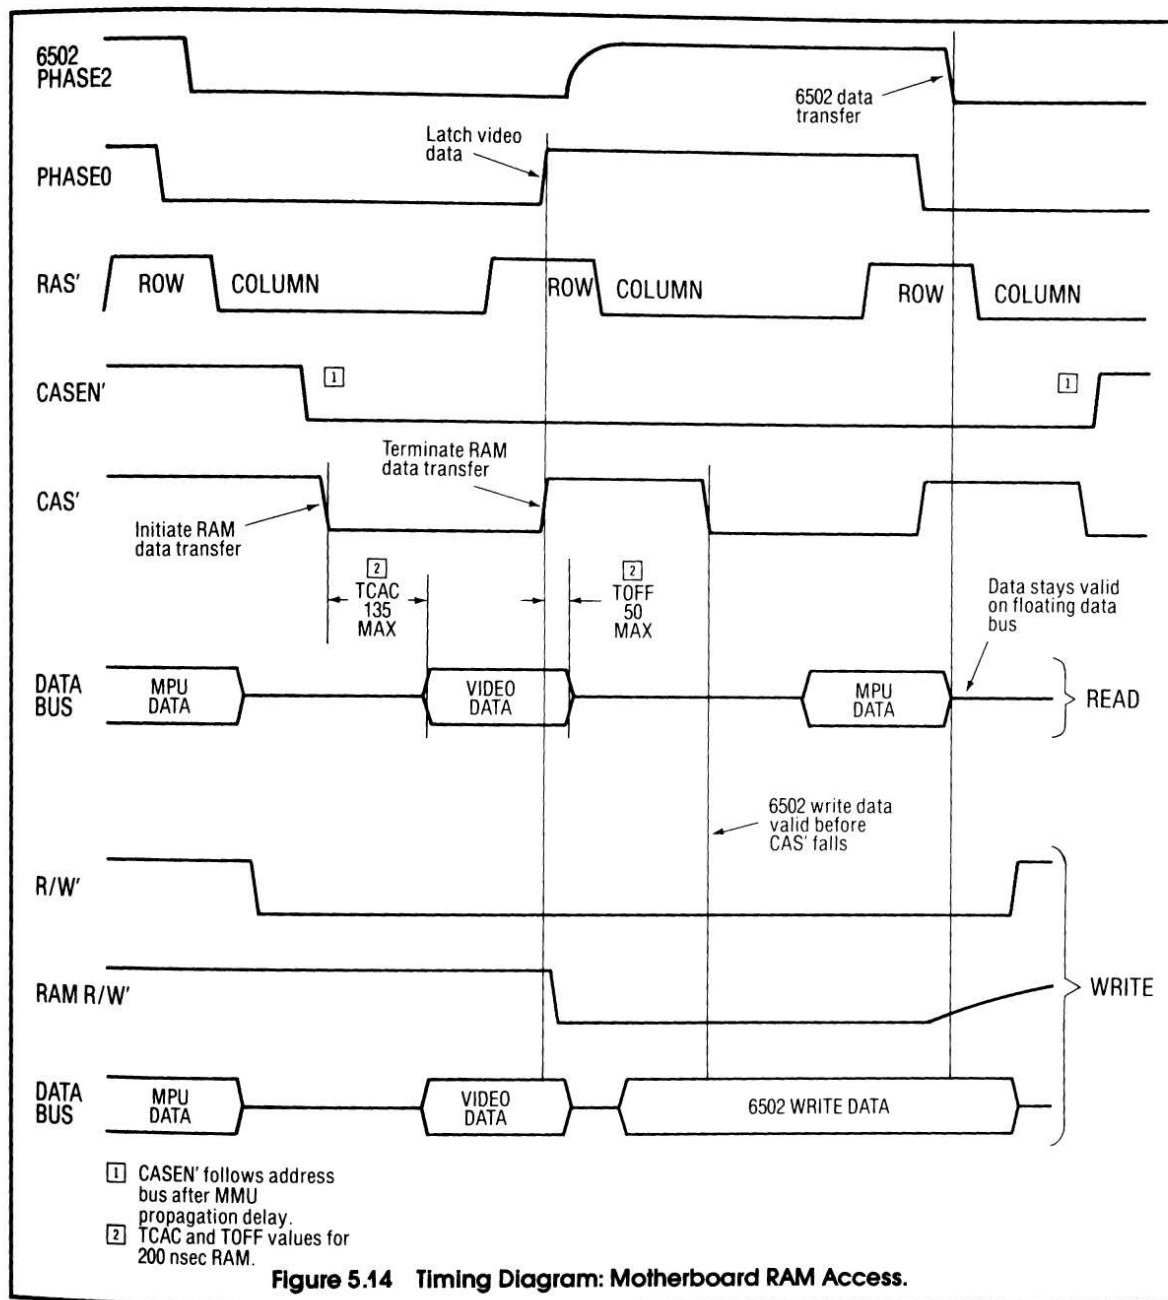 6502
PHASE2
6502 data
transfer
Latch video
data
PHASE0
RAS'
ROW
COLUMN
ROW
COLUMN
ROW
COLUMN
CASEN'
1
1
Terminate RAM
data transfer
CAS'
Initiate RAM
data transfer
2
TCAC
135
MAX
2
TOFF
50
MAX
Data stays valid
on floating data
bus
DATA
BUS
MPU
DATA
VIDEO
DATA
MPU
DATA
READ
6502 write data
valid before
CAS' falls
R/W'
RAM R/W'
WRITE
DATA
BUS
MPU
DATA
VIDEO
DATA
6502 WRITE DATA
1 CASEN' follows address
bus after MMU
propagation delay.
2 TCAC and TOFF values for
200 nsec RAM.
Figure 5.14 Timing Diagram: Motherboard RAM Access.